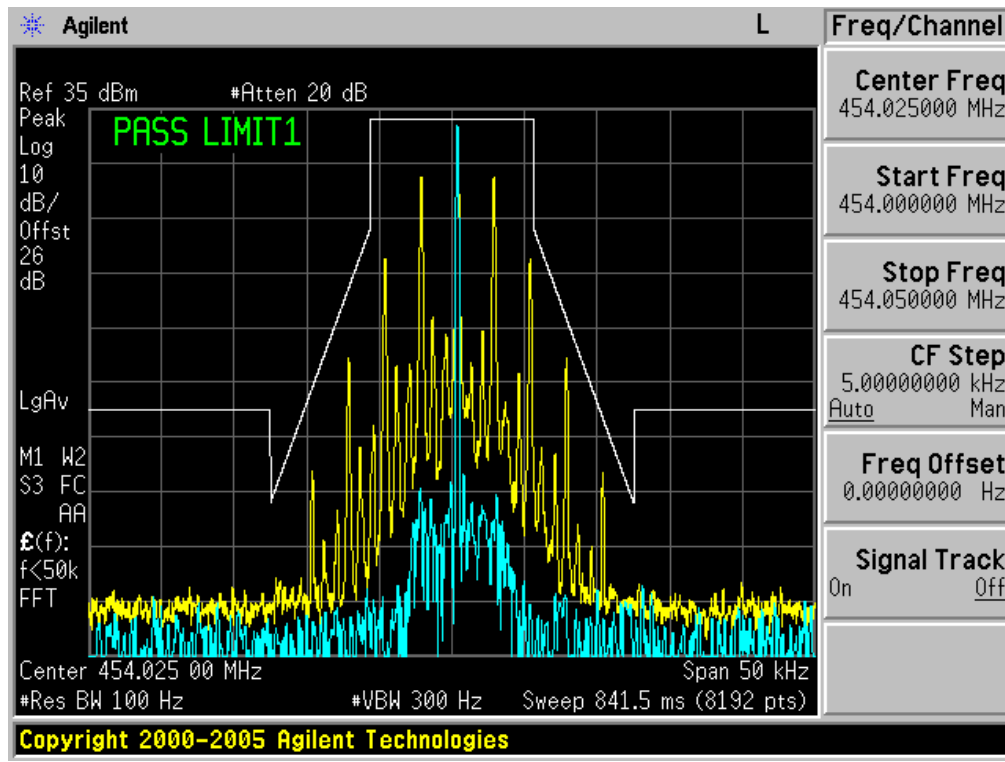 Agilent
L
Freq/Channel
Ref 35 dBm #Atten 20 dB
Peak
Log
10
dB/
Offst
26
dB
PASS LIMIT1
LgAv
M1 W2
S3 FC
AA
£(f):
f<50k
FFT
Center 454.025 00 MHz Span 50 kHz
#Res BW 100 Hz #VBW 300 Hz Sweep 841.5 ms (8192 pts)
Center Freq
454.025000 MHz
Start Freq
454.000000 MHz
Stop Freq
454.050000 MHz
CF Step
5.00000000 kHz
Auto Man
Freq Offset
0.00000000 Hz
Signal Track
On Off
Copyright 2000-2005 Agilent Technologies